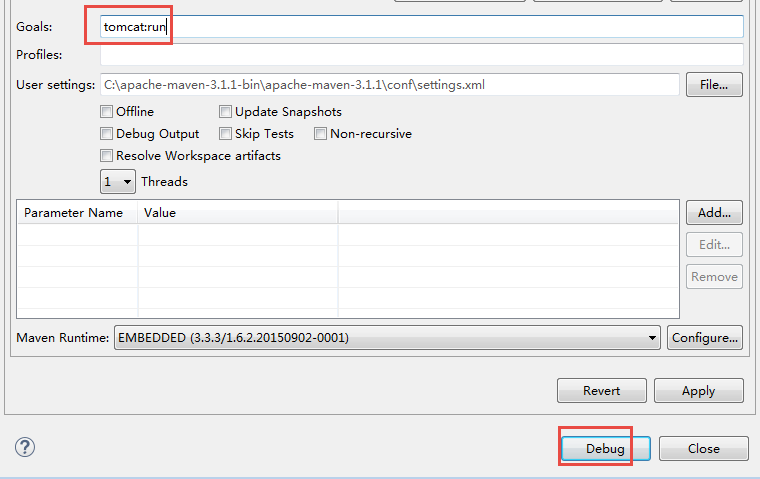 Goals: tomcat:run
Profiles:
User settings: C:\apache-maven-3.1.1-bin\apache-maven-3.1.1\conf\settings.xml File...
Offline Update Snapshots
Debug Output Skip Tests Non-recursive
Resolve Workspace artifacts
1 Threads
Parameter Name Value Add...
Edit...
Remove
Maven Runtime: EMBEDDED (3.3.3/1.6.2.20150902-0001) Configure...
Revert Apply
? Debug Close